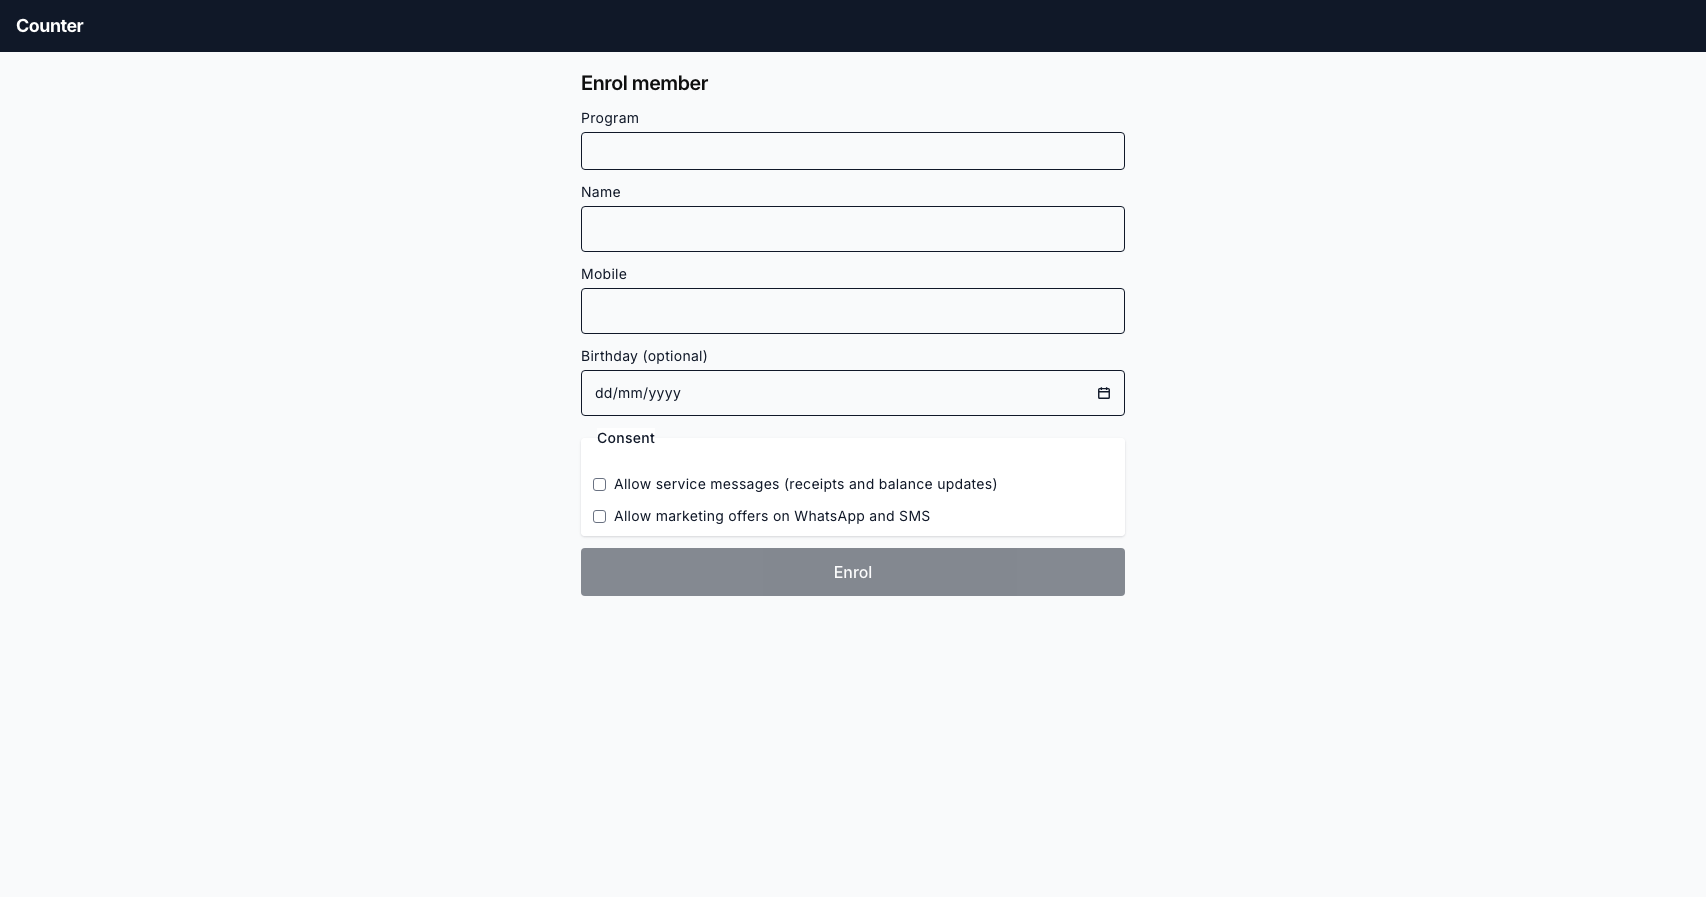 Counter
Enrol member
Program
Name
Mobile
Birthday (optional)
dd/mm/yyyy
Consent
Allow service messages (receipts and balance updates)
Allow marketing offers on WhatsApp and SMS
Enrol